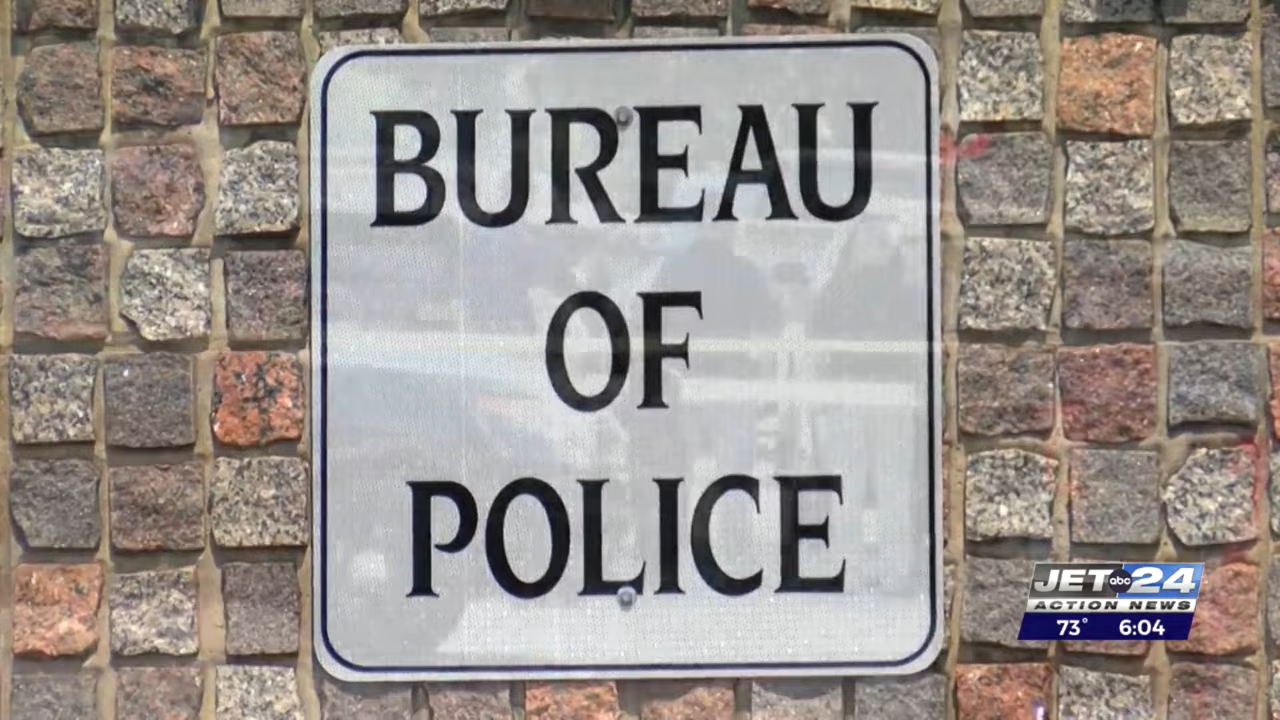 BUREAU
OF
POLICE
JET abc 24
ACTION NEWS
73° 6:04